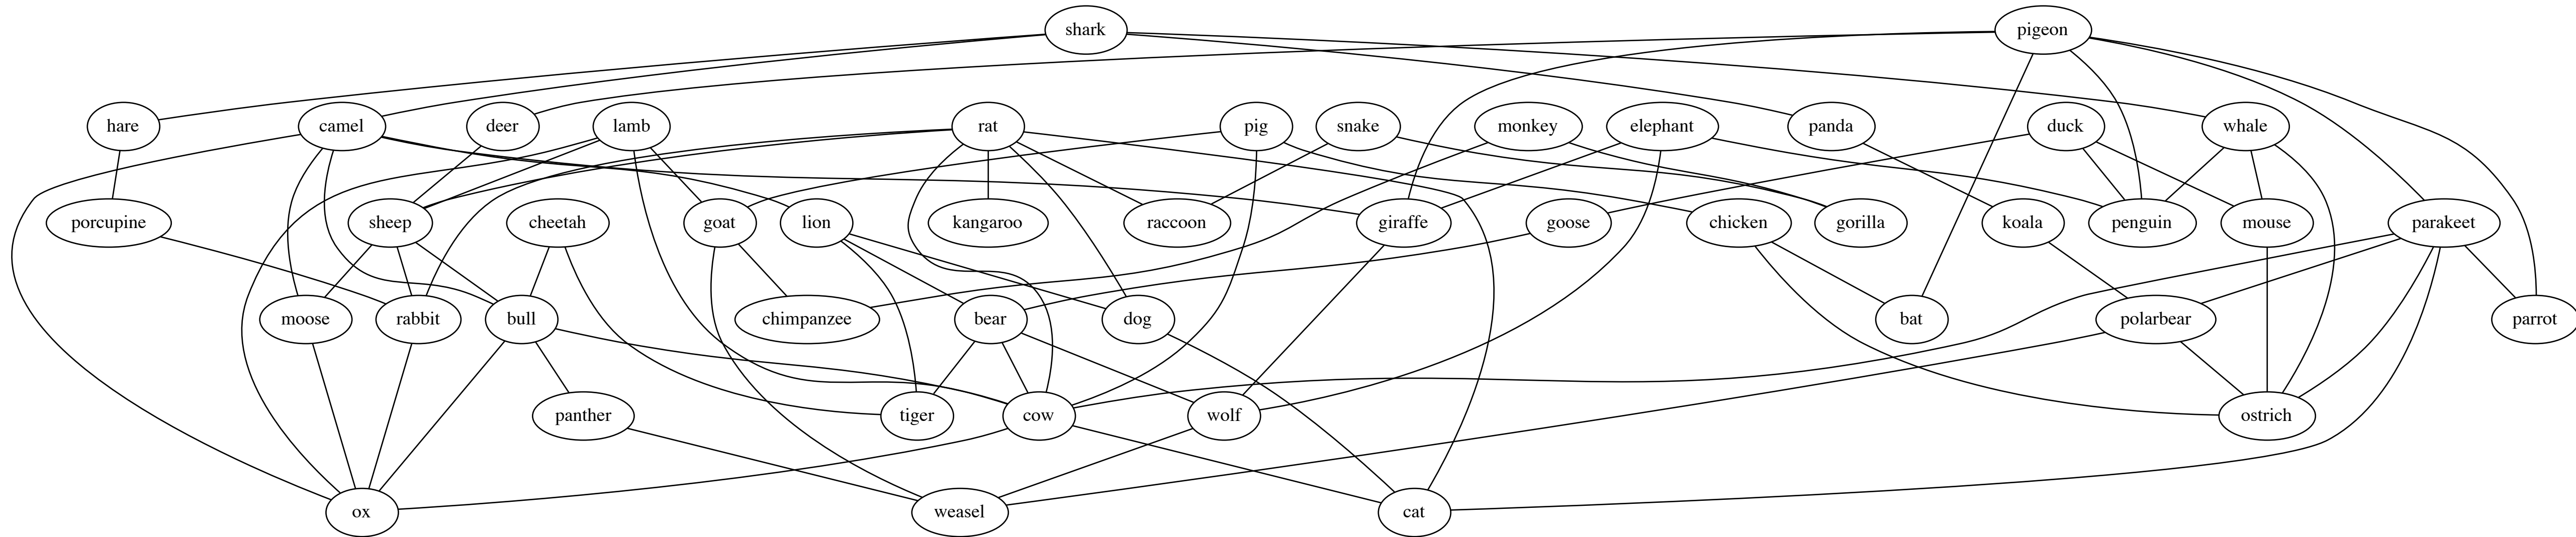 shark
pigeon
hare
camel
deer
lamb
rat
pig
snake
monkey
elephant
panda
duck
whale
porcupine
sheep
cheetah
goat
lion
kangaroo
raccoon
giraffe
goose
chicken
gorilla
koala
penguin
mouse
parakeet
moose
rabbit
bull
chimpanzee
bear
dog
bat
polarbear
parrot
panther
tiger
cow
wolf
ostrich
ox
weasel
cat